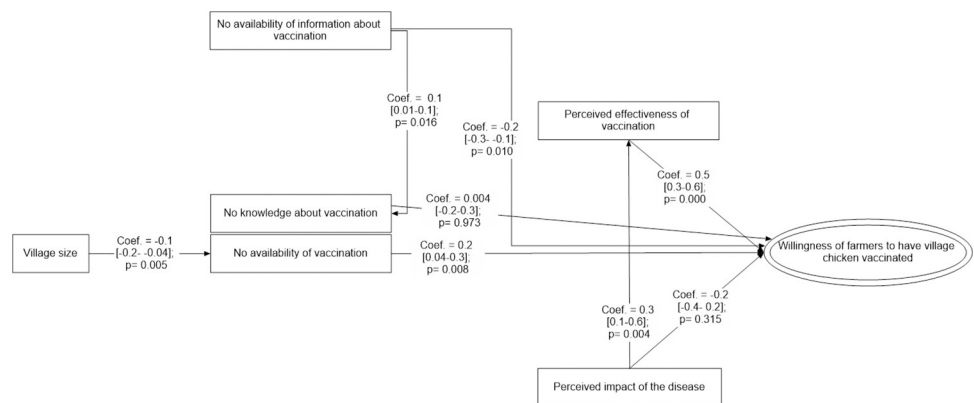 No availability of information about
vaccination
Coef. =  0.1
[0.01-0.1];
p= 0.016
Coef. = -0.2
[-0.3- -0.1];
p= 0.010
Perceived effectiveness of
vaccination
Coef. = 0.5
[0.3-0.6];
p= 0.000
No knowledge about vaccination
Coef. = 0.004
[-0.2-0.3];
p= 0.973
Village size
Coef. = -0.1
[-0.2- -0.04];
p= 0.005
No availability of vaccination
Coef. = 0.2
[0.04-0.3];
p= 0.008
Willingness of farmers to have village
chicken vaccinated
Coef. = 0.3
[0.1-0.6];
p= 0.004
Coef. = -0.2
[-0.4- 0.2];
p= 0.315
Perceived impact of the disease